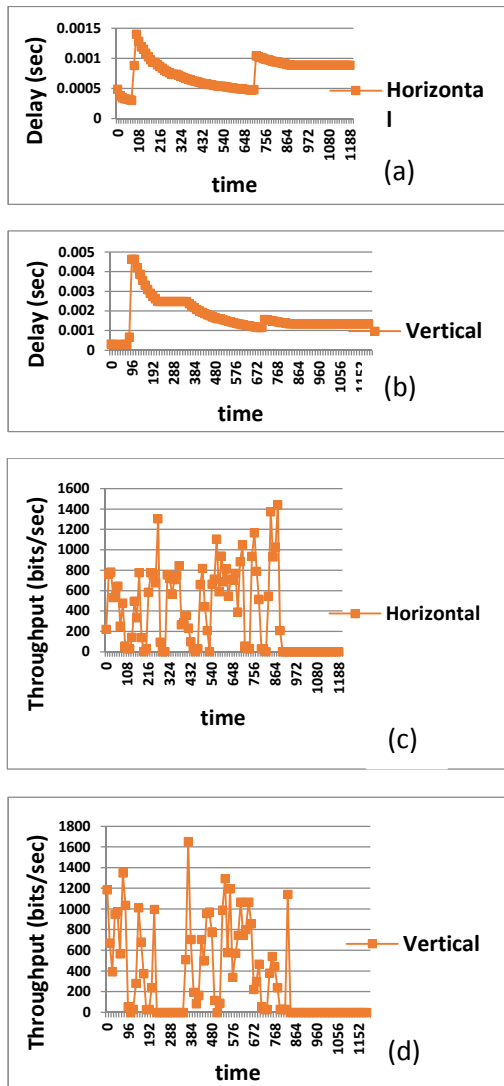 0.0015
0.001
0.0005
0
Delay (sec)
0 108 216 324 432 540 648 756 864 972 1080 1188
time
Horizonta
l
(a)
0.005
0.004
0.003
0.002
0.001
0
Delay (sec)
0 96 192 288 384 480 576 672 768 864 960 1056 1152
time
Vertical
(b)
1600
1400
1200
1000
800
600
400
200
0
Throughput (bits/sec)
0 108 216 324 432 540 648 756 864 972 1080 1188
time
Horizontal
(c)
1800
1600
1400
1200
1000
800
600
400
200
0
Throughput (bits/sec)
0 96 192 288 384 480 576 672 768 864 960 1056 1152
time
Vertical
(d)